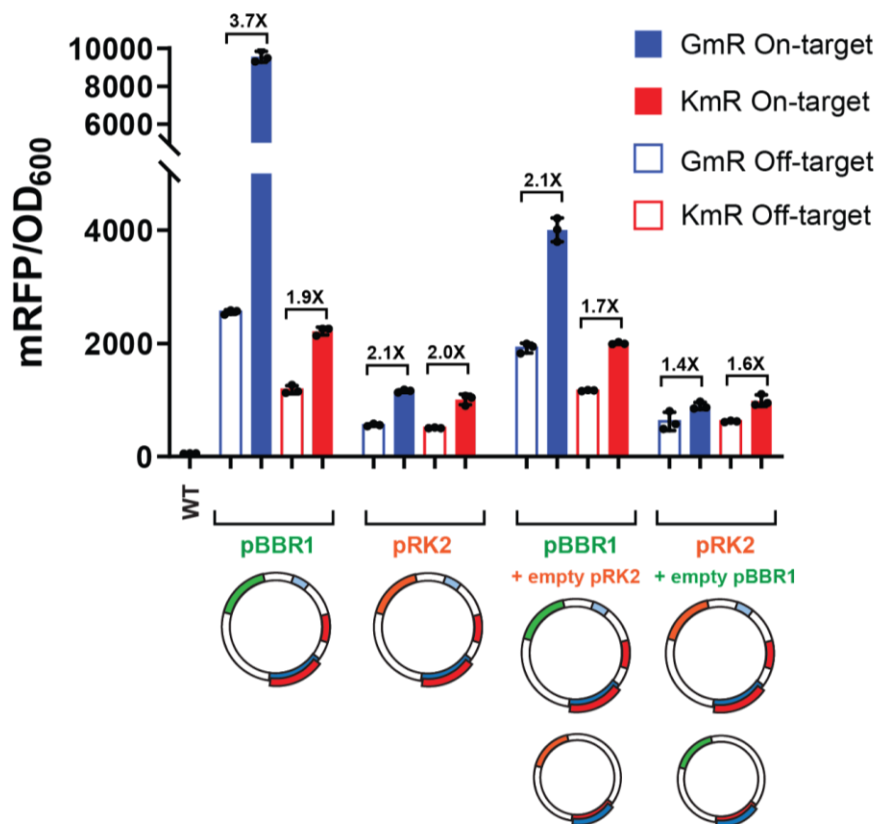 3.7X
10000
8000
6000
4000
2000
0
mRFP/OD600
GmR On-target
KmR On-target
GmR Off-target
KmR Off-target
1.9X
2.1X
2.0X
2.1X
1.7X
1.4X
1.6X
WT
pBBR1
pRK2
pBBR1
+ empty pRK2
pRK2
+ empty pBBR1